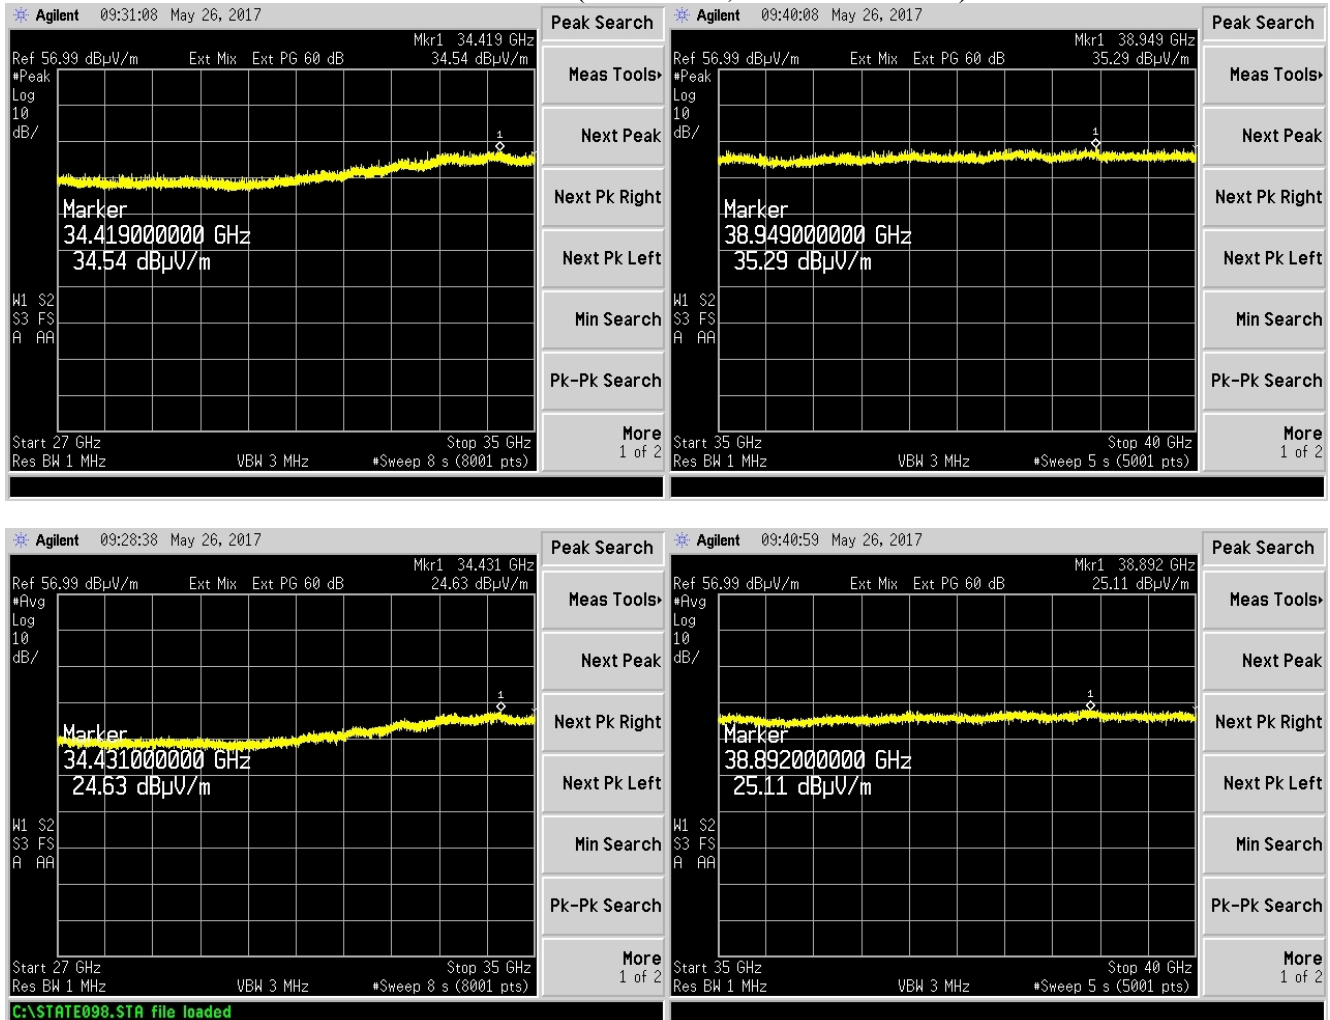 Agilent 09:31:08 May 26, 2017
Peak Search
Mkr1 34.419 GHz
Ref 56.99 dBµV/m Ext Mix Ext PG 60 dB 34.54 dBµV/m
#Peak
Log
10
dB/
1
Marker
34.419000000 GHz
34.54 dBµV/m
W1 S2
S3 FS
A AA
Start 27 GHz Stop 35 GHz
Res BW 1 MHz VBW 3 MHz #Sweep 8 s (8001 pts)
Meas Tools
Next Peak
Next Pk Right
Next Pk Left
Min Search
Pk-Pk Search
More
1 of 2
Agilent 09:40:08 May 26, 2017
Peak Search
Mkr1 38.949 GHz
Ref 56.99 dBµV/m Ext Mix Ext PG 60 dB 35.29 dBµV/m
#Peak
Log
10
dB/
1
Marker
38.949000000 GHz
35.29 dBµV/m
W1 S2
S3 FS
A AA
Start 35 GHz Stop 40 GHz
Res BW 1 MHz VBW 3 MHz #Sweep 5 s (5001 pts)
Meas Tools
Next Peak
Next Pk Right
Next Pk Left
Min Search
Pk-Pk Search
More
1 of 2
Agilent 09:28:38 May 26, 2017
Peak Search
Mkr1 34.431 GHz
Ref 56.99 dBµV/m Ext Mix Ext PG 60 dB 24.63 dBµV/m
#Avg
Log
10
dB/
1
Marker
34.431000000 GHz
24.63 dBµV/m
W1 S2
S3 FS
A AA
Start 27 GHz Stop 35 GHz
Res BW 1 MHz VBW 3 MHz #Sweep 8 s (8001 pts)
C:\STATE098.STA file loaded
Meas Tools
Next Peak
Next Pk Right
Next Pk Left
Min Search
Pk-Pk Search
More
1 of 2
Agilent 09:40:59 May 26, 2017
Peak Search
Mkr1 38.892 GHz
Ref 56.99 dBµV/m Ext Mix Ext PG 60 dB 25.11 dBµV/m
#Avg
Log
10
dB/
1
Marker
38.892000000 GHz
25.11 dBµV/m
W1 S2
S3 FS
A AA
Start 35 GHz Stop 40 GHz
Res BW 1 MHz VBW 3 MHz #Sweep 5 s (5001 pts)
Meas Tools
Next Peak
Next Pk Right
Next Pk Left
Min Search
Pk-Pk Search
More
1 of 2